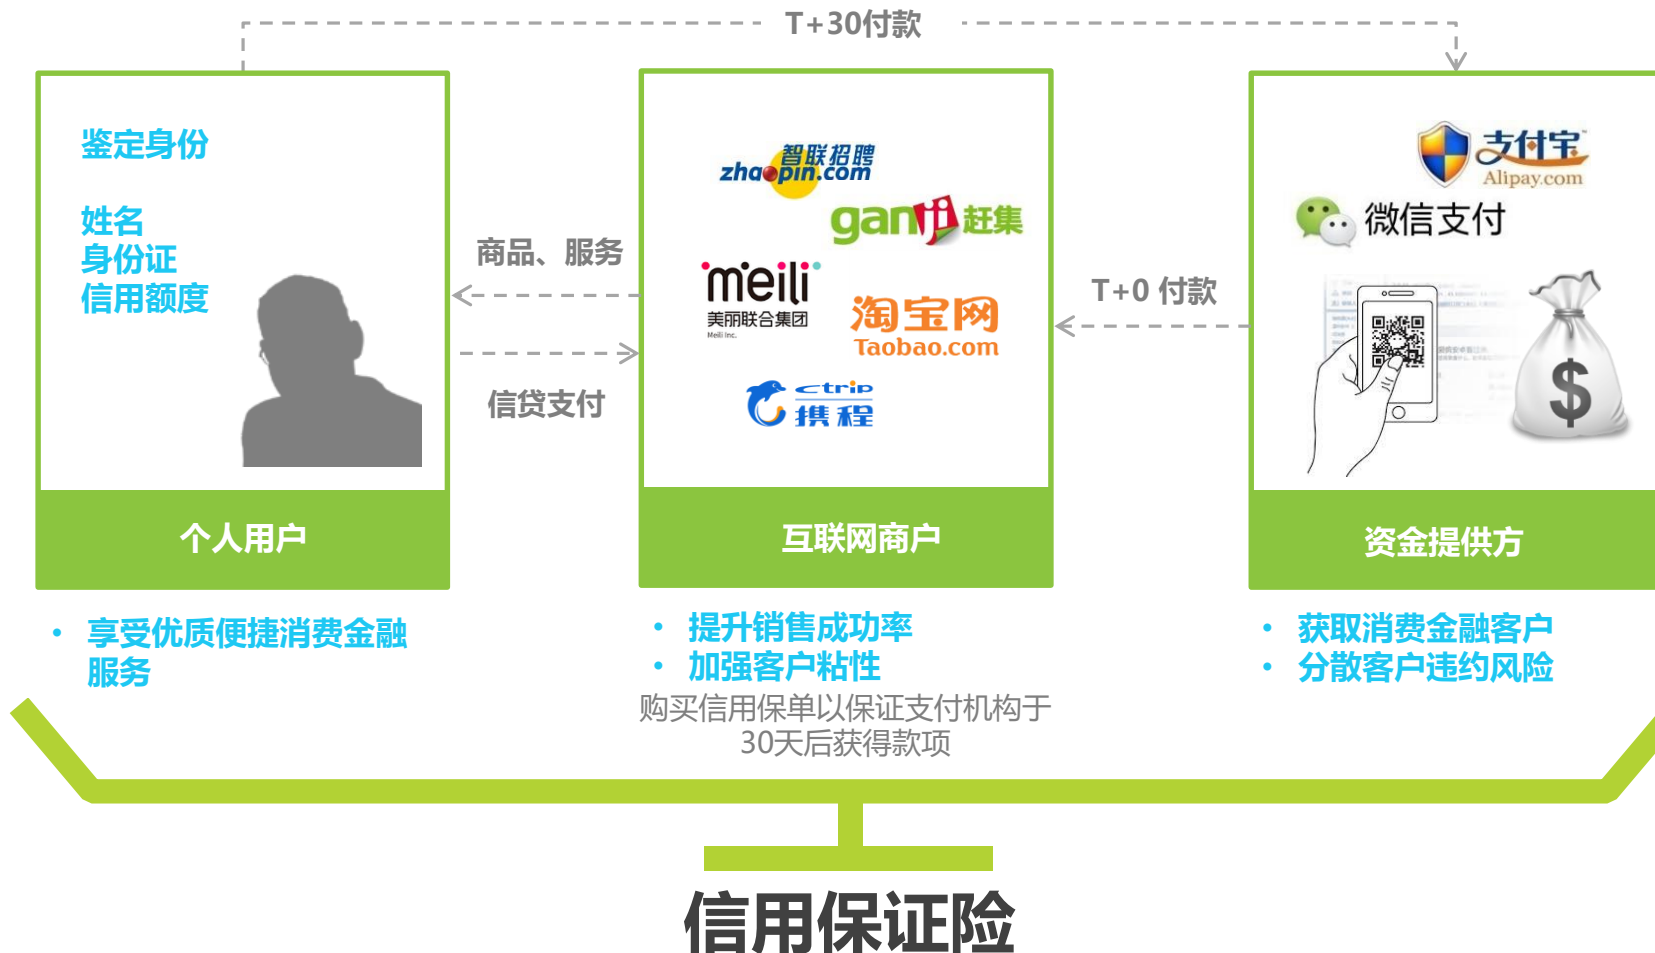 T+30付款
鉴定身份
姓名
身份证
信用额度
个人用户
商品、服务
信贷支付
智联招聘
zhaopin.com
ganji 赶集
meili
美丽联合集团
Meili Inc.
淘宝网
Taobao.com
ctrip
携程
互联网商户
T+0 付款
支付宝
Alipay.com
微信支付
$
资金提供方
• 享受优质便捷消费金融
服务
• 提升销售成功率
• 加强客户粘性
购买信用保单以保证支付机构于
30天后获得款项
• 获取消费金融客户
• 分散客户违约风险
信用保证险